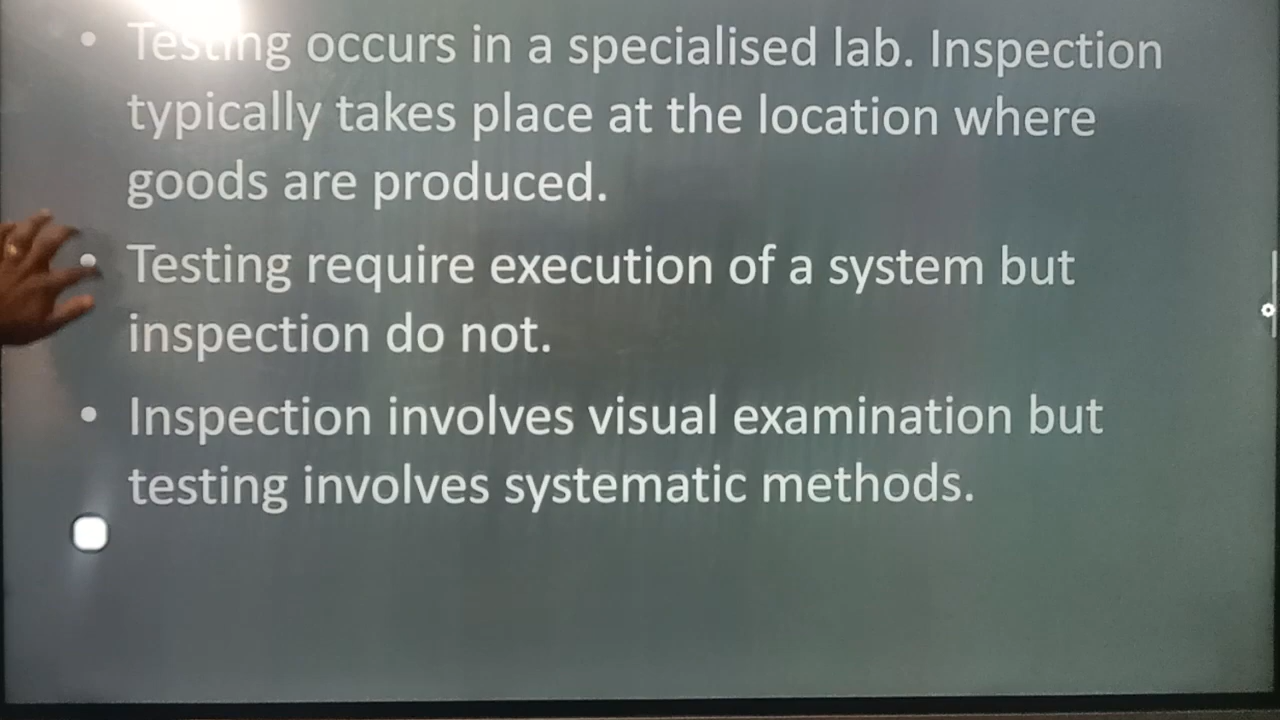 • Testing occurs in a specialised lab. Inspection
typically takes place at the location where
goods are produced.
• Testing require execution of a system but
inspection do not.
• Inspection involves visual examination but
testing involves systematic methods.